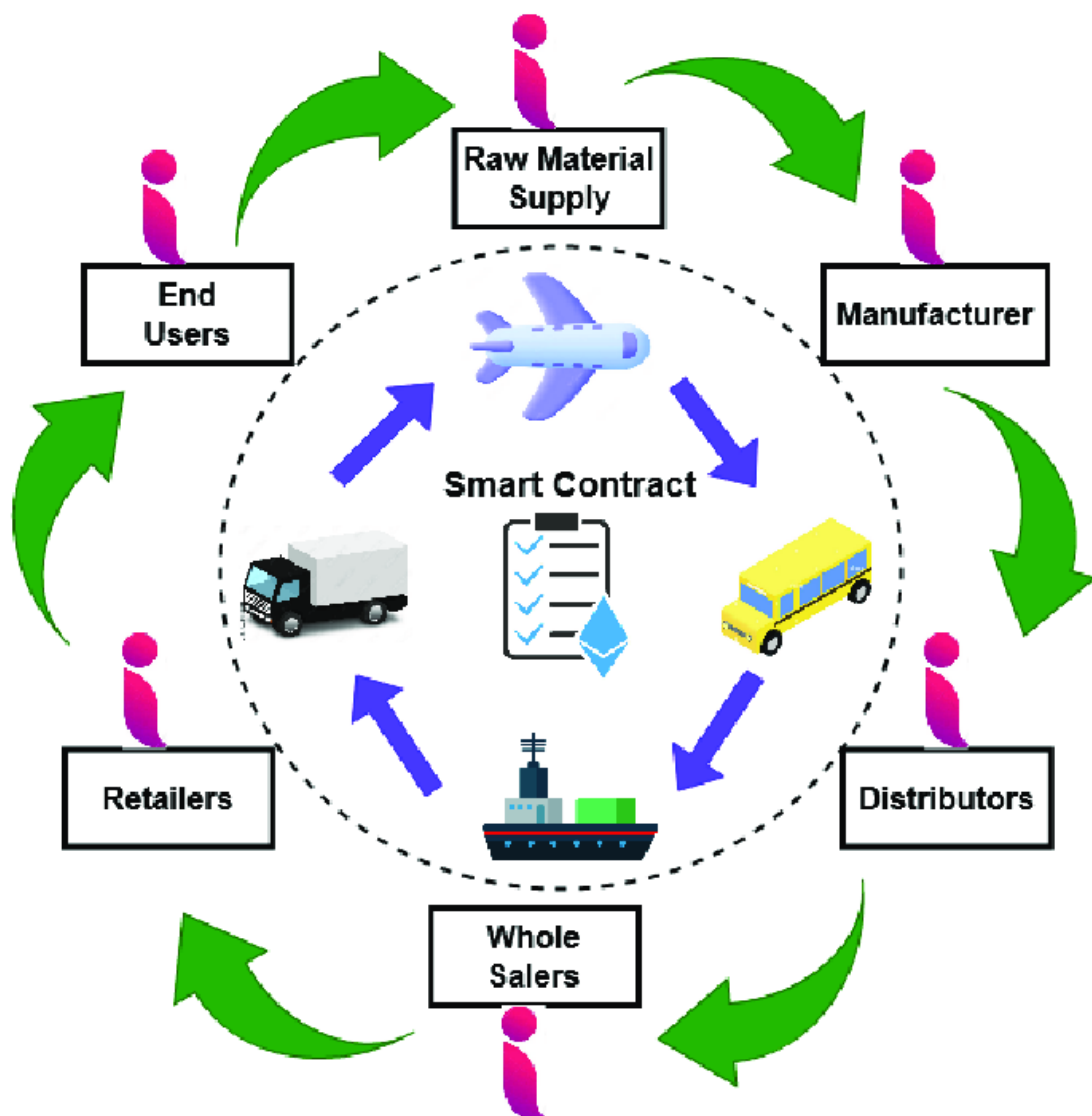 Raw Material
Supply
End
Users
Manufacturer
Smart Contract
Retailers
Distributors
Whole
Salers